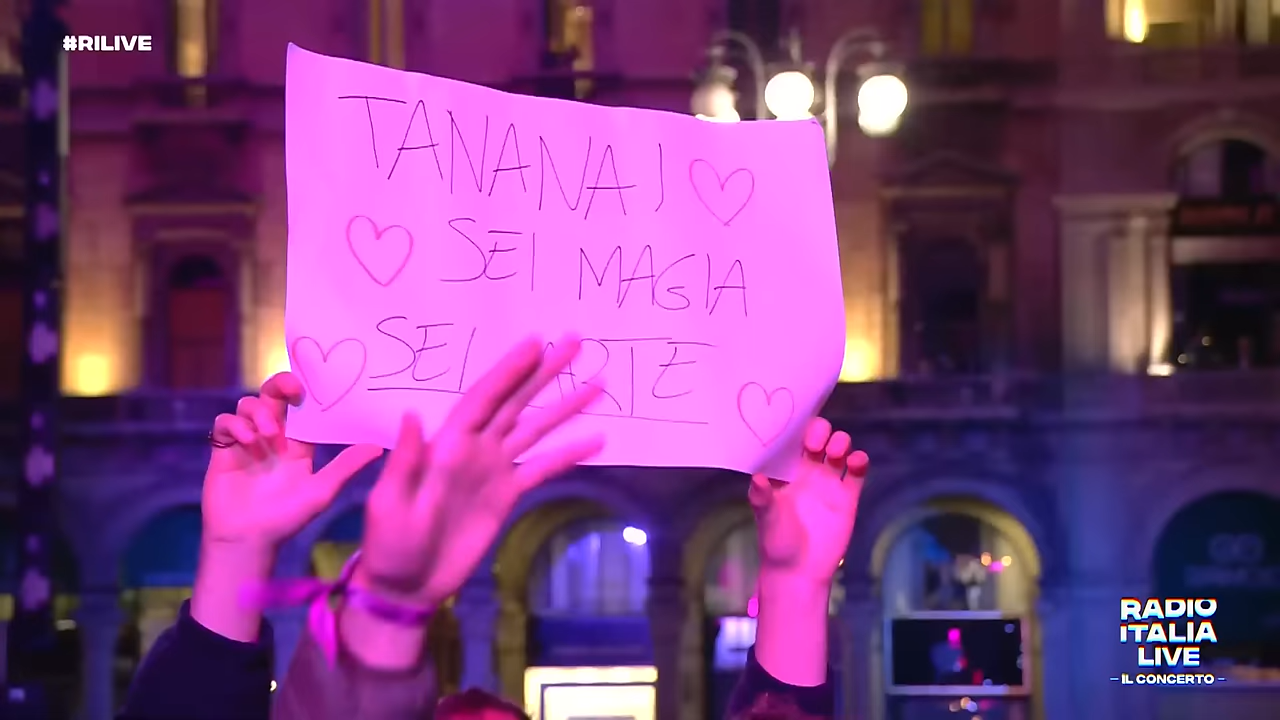 #RILIVE
TANANAI
SEI MAGIA
SEI ARTE
RADIO
ITALIA
LIVE
IL CONCERTO